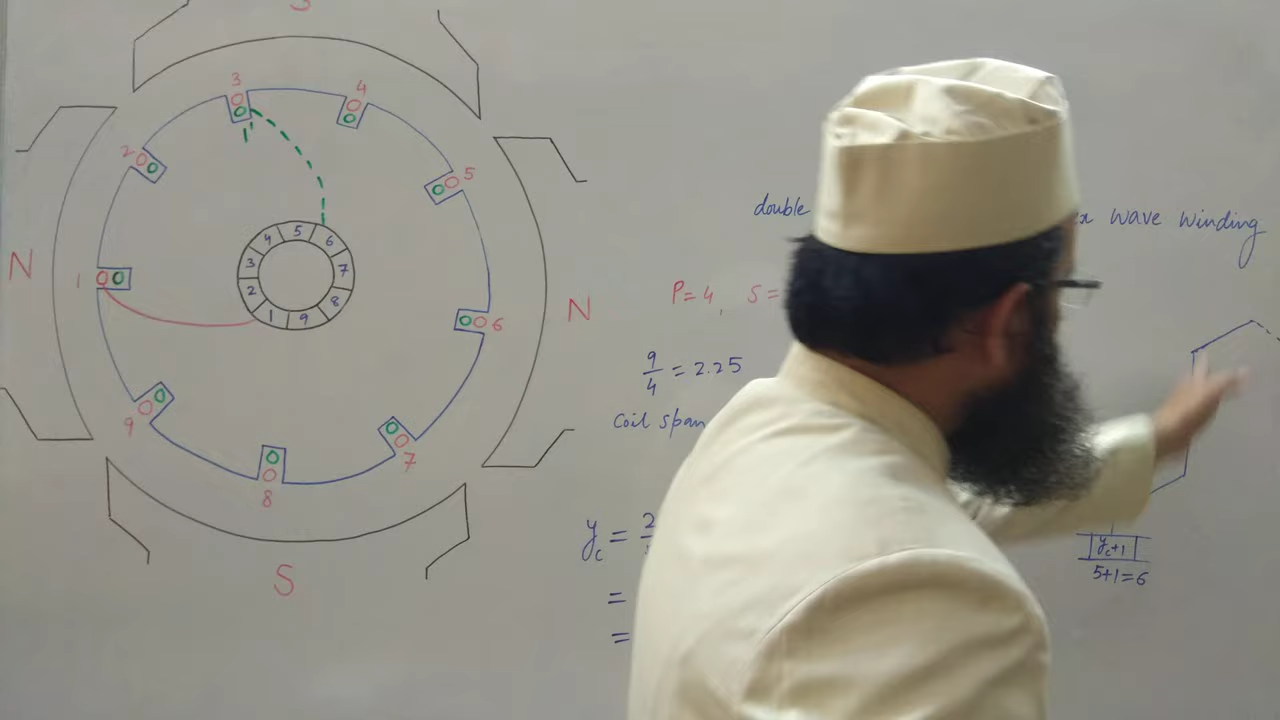 S
3
4
1'
2
5
5
4
6
3
7
N
1
2
8
1
9
N
6
9
7
8
S
double
wave winding
P=4, S=
9/4 = 2.25
coil span
y_c = 2
=
=
y_c+1
5+1=6